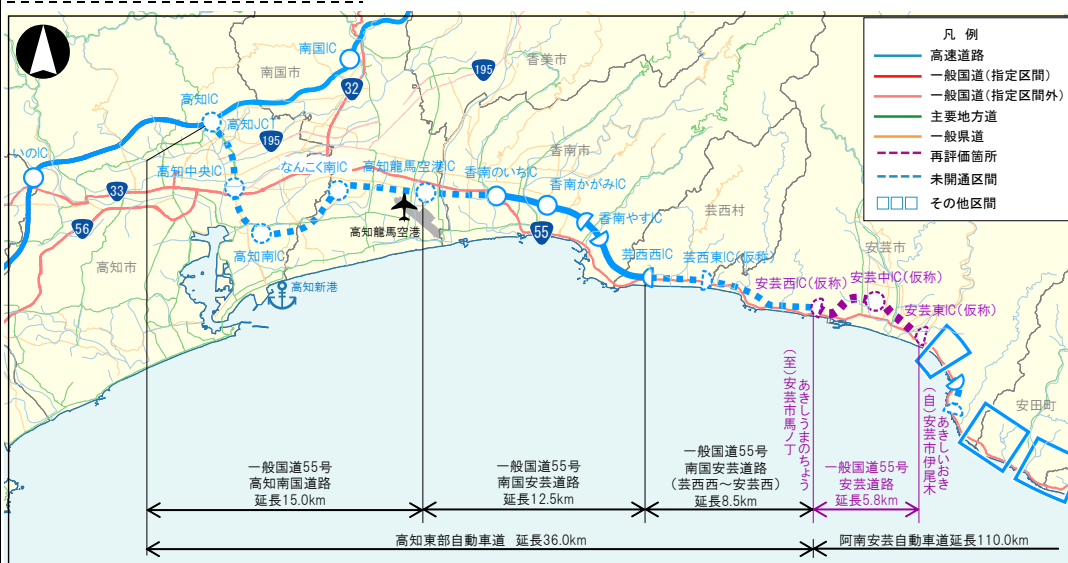 凡 例
高速道路
一般国道(指定区間)
一般国道(指定区間外)
主要地方道
一般県道
再評価箇所
未開通区間
その他区間
南国IC
南国市
香美市
195
32
高知IC
高知JCT
195
いのIC
高知中央IC
なんこく南IC
高知龍馬空港IC
香南のいちIC
香南市
香南かがみIC
33
56
高知龍馬空港
55
香南やすIC
芸西村
高知市
高知南IC
高知新港
芸西西IC
芸西東IC(仮称)
安芸市
安芸西IC(仮称)
安芸中IC(仮称)
安芸東IC(仮称)
安田町
(至)安芸市馬ノ丁
あきしうまのちょう
(自)安芸市伊尾木
あきしいおき
一般国道55号
高知南国道路
延長15.0km
一般国道55号
南国安芸道路
延長12.5km
一般国道55号
南国安芸道路
(芸西西～安芸西)
延長8.5km
一般国道55号
安芸道路
延長5.8km
高知東部自動車道 延長36.0km
阿南安芸自動車道延長110.0km